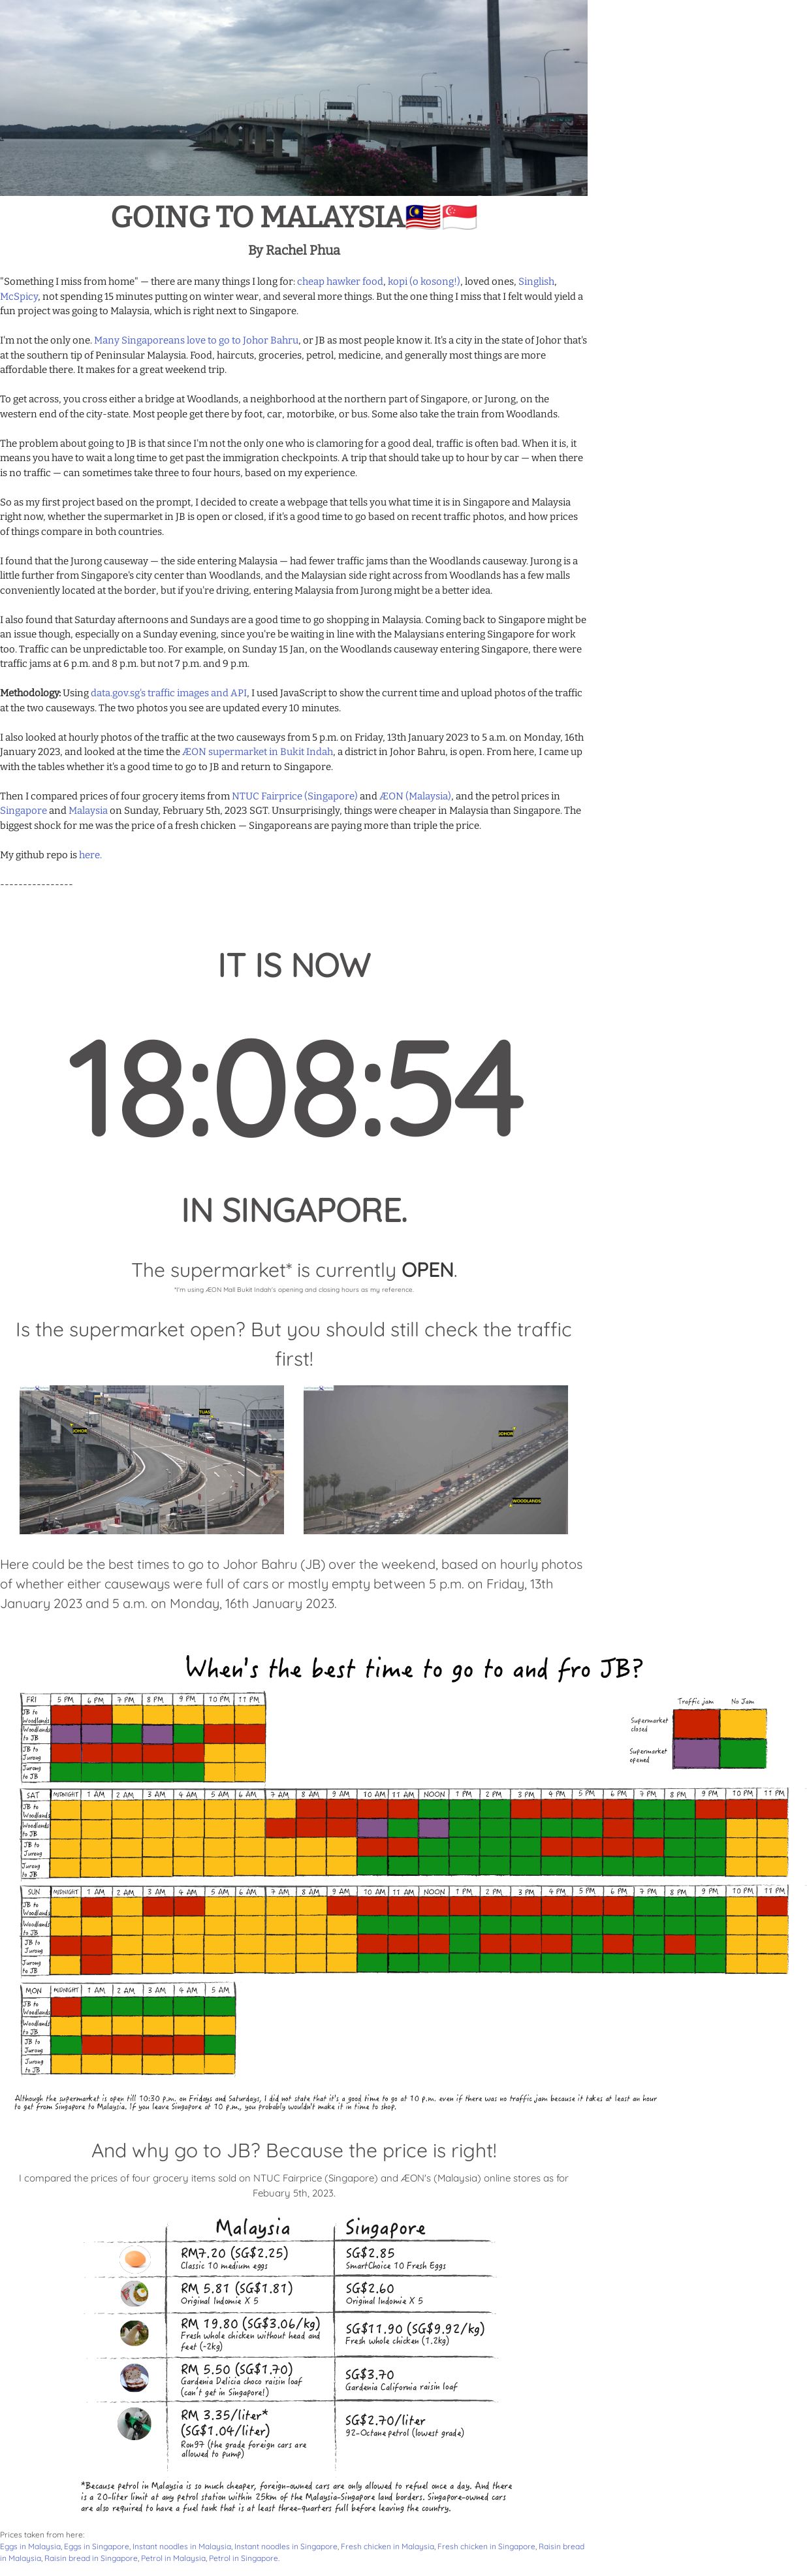 GOING TO MALAYSIA🇲🇾🇸🇬
By Rachel Phua
"Something I miss from home" — there are many things I long for: cheap hawker food, kopi (o kosong!), loved ones, Singlish,
McSpicy, not spending 15 minutes putting on winter wear, and several more things. But the one thing I miss that I felt would yield a
fun project was going to Malaysia, which is right next to Singapore.
I'm not the only one. Many Singaporeans love to go to Johor Bahru, or JB as most people know it. It's a city in the state of Johor that's
at the southern tip of Peninsular Malaysia. Food, haircuts, groceries, petrol, medicine, and generally most things are more
affordable there. It makes for a great weekend trip.
To get across, you cross either a bridge at Woodlands, a neighborhood at the northern part of Singapore, or Jurong, on the
western end of the city-state. Most people get there by foot, car, motorbike, or bus. Some also take the train from Woodlands.
The problem about going to JB is that since I'm not the only one who is clamoring for a good deal, traffic is often bad. When it is, it
means you have to wait a long time to get past the immigration checkpoints. A trip that should take up to hour by car — when there
is no traffic — can sometimes take three to four hours, based on my experience.
So as my first project based on the prompt, I decided to create a webpage that tells you what time it is in Singapore and Malaysia
right now, whether the supermarket in JB is open or closed, if it's a good time to go based on recent traffic photos, and how prices
of things compare in both countries.
I found that the Jurong causeway — the side entering Malaysia — had fewer traffic jams than the Woodlands causeway. Jurong is a
little further from Singapore's city center than Woodlands, and the Malaysian side right across from Woodlands has a few malls
conveniently located at the border, but if you're driving, entering Malaysia from Jurong might be a better idea.
I also found that Saturday afternoons and Sundays are a good time to go shopping in Malaysia. Coming back to Singapore might be
an issue though, especially on a Sunday evening, since you're be waiting in line with the Malaysians entering Singapore for work
too. Traffic can be unpredictable too. For example, on Sunday 15 Jan, on the Woodlands causeway entering Singapore, there were
traffic jams at 6 p.m. and 8 p.m. but not 7 p.m. and 9 p.m.
Methodology: Using data.gov.sg's traffic images and API, I used JavaScript to show the current time and upload photos of the traffic
at the two causeways. The two photos you see are updated every 10 minutes.
I also looked at hourly photos of the traffic at the two causeways from 5 p.m. on Friday, 13th January 2023 to 5 a.m. on Monday, 16th
January 2023, and looked at the time the ÆON supermarket in Bukit Indah, a district in Johor Bahru, is open. From here, I came up
with the tables whether it's a good time to go to JB and return to Singapore.
Then I compared prices of four grocery items from NTUC Fairprice (Singapore) and ÆON (Malaysia), and the petrol prices in
Singapore and Malaysia on Sunday, February 5th, 2023 SGT. Unsurprisingly, things were cheaper in Malaysia than Singapore. The
biggest shock for me was the price of a fresh chicken — Singaporeans are paying more than triple the price.
My github repo is here.
----------------
IT IS NOW
18:08:54
IN SINGAPORE.
The supermarket* is currently OPEN.
*I'm using ÆON Mall Bukit Indah's opening and closing hours as my reference.
Is the supermarket open? But you should still check the traffic
first!
TUAS
JOHOR
JOHOR
WOODLANDS
Here could be the best times to go to Johor Bahru (JB) over the weekend, based on hourly photos
of whether either causeways were full of cars or mostly empty between 5 p.m. on Friday, 13th
January 2023 and 5 a.m. on Monday, 16th January 2023.
When's the best time to go to and fro JB?
FRI 5 PM 6 PM 7 PM 8 PM 9 PM 10 PM 11 PM
JB to
Woodlands
Woodlands
to JB
JB to
Jurong
Jurong
to JB
Traffic jam No Jam
Supermarket
closed
Supermarket
opened
SAT MIDNIGHT 1 AM 2 AM 3 AM 4 AM 5 AM 6 AM 7 AM 8 AM 9 AM 10 AM 11 AM NOON 1 PM 2 PM 3 PM 4 PM 5 PM 6 PM 7 PM 8 PM 9 PM 10 PM 11 PM
JB to
Woodlands
Woodlands
to JB
JB to
Jurong
Jurong
to JB
SUN MIDNIGHT 1 AM 2 AM 3 AM 4 AM 5 AM 6 AM 7 AM 8 AM 9 AM 10 AM 11 AM NOON 1 PM 2 PM 3 PM 4 PM 5 PM 6 PM 7 PM 8 PM 9 PM 10 PM 11 PM
JB to
Woodlands
Woodlands
to JB
JB to
Jurong
Jurong
to JB
MON MIDNIGHT 1 AM 2 AM 3 AM 4 AM 5 AM
JB to
Woodlands
Woodlands
to JB
JB to
Jurong
Jurong
to JB
Although the supermarket is open till 10:30 p.m. on Fridays and Saturdays, I did not state that it's a good time to go at 10 p.m. even if there was no traffic jam because it takes at least an hour
to get from Singapore to Malaysia. If you leave Singapore at 10 p.m., you probably wouldn't make it in time to shop.
And why go to JB? Because the price is right!
I compared the prices of four grocery items sold on NTUC Fairprice (Singapore) and ÆON's (Malaysia) online stores as for
Febuary 5th, 2023.
Malaysia Singapore
RM7.20 (SG$2.25) SG$2.85
Classic 10 medium eggs SmartChoice 10 Fresh Eggs
RM 5.81 (SG$1.81) SG$2.60
Original Indomie X 5 Original Indomie X 5
RM 19.80 (SG$3.06/kg) SG$11.90 (SG$9.92/kg)
Fresh whole chicken without head and Fresh whole chicken (1.2kg)
feet (~2kg)
RM 5.50 (SG$1.70) SG$3.70
Gardenia Delicia choco raisin loaf Gardenia California raisin loaf
(can't get in Singapore!)
RM 3.35/liter* SG$2.70/liter
(SG$1.04/liter) 92-Octane petrol (lowest grade)
Ron97 (the grade foreign cars are
allowed to pump)
*Because petrol in Malaysia is so much cheaper, foreign-owned cars are only allowed to refuel once a day. And there
is a 20-liter limit at any petrol station within 25km of the Malaysia-Singapore land borders. Singapore-owned cars
are also required to have a fuel tank that is at least three-quarters full before leaving the country.
Prices taken from here:
Eggs in Malaysia, Eggs in Singapore, Instant noodles in Malaysia, Instant noodles in Singapore, Fresh chicken in Malaysia, Fresh chicken in Singapore, Raisin bread
in Malaysia, Raisin bread in Singapore, Petrol in Malaysia, Petrol in Singapore.